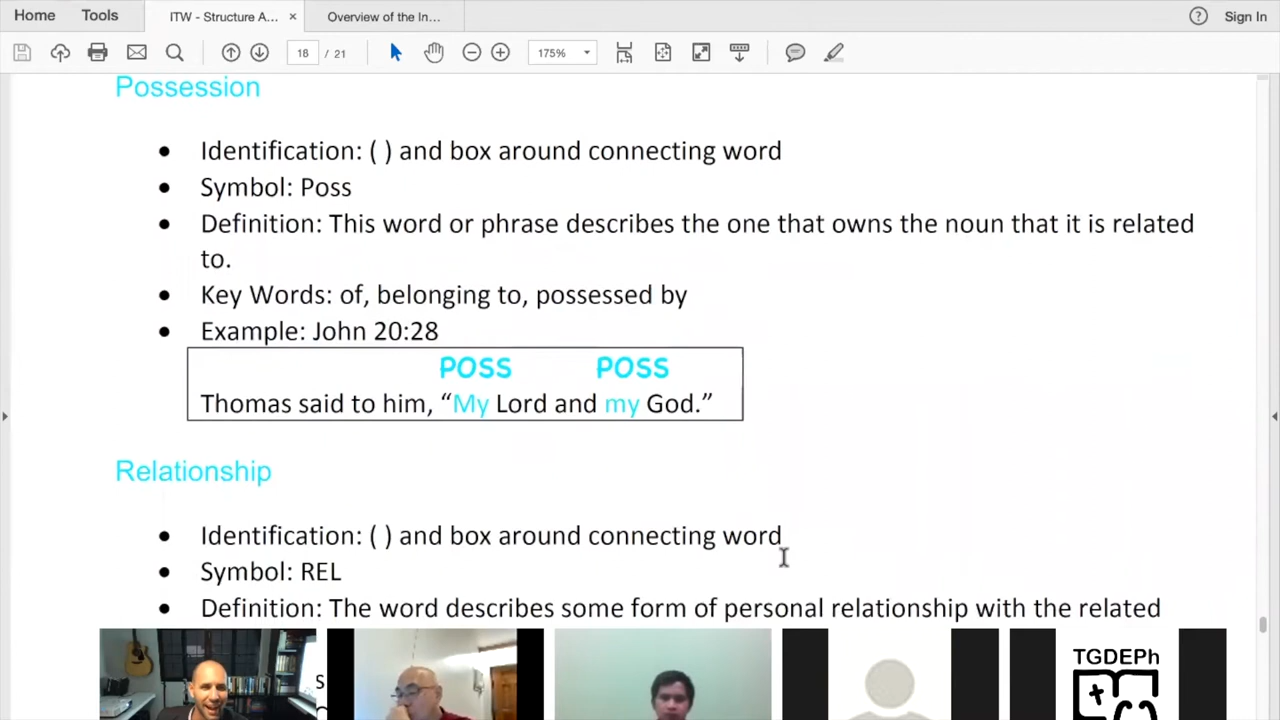 Home Tools ITW - Structure A... × Overview of the In... ? Sign In
18 / 21 175%
Possession
• Identification: ( ) and box around connecting word
• Symbol: Poss
• Definition: This word or phrase describes the one that owns the noun that it is related
to.
• Key Words: of, belonging to, possessed by
• Example: John 20:28
POSS POSS
Thomas said to him, “My Lord and my God.”
Relationship
• Identification: ( ) and box around connecting word
• Symbol: REL
• Definition: The word describes some form of personal relationship with the related
TGDEPh